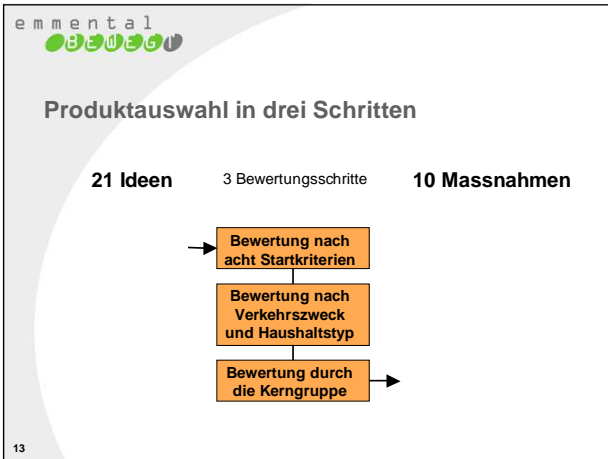 emmental
BEWEGT
Produktauswahl in drei Schritten
21 Ideen 3 Bewertungsschritte 10 Massnahmen
Bewertung nach
acht Startkriterien
Bewertung nach
Verkehrszweck
und Haushaltstyp
Bewertung durch
die Kerngruppe
13